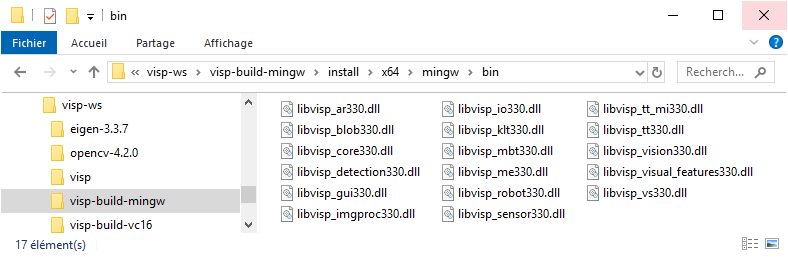 bin
Fichier Accueil Partage Affichage
« visp-ws > visp-build-mingw > install > x64 > mingw > bin Recherch...
visp-ws
eigen-3.3.7
opencv-4.2.0
visp
visp-build-mingw
visp-build-vc16
libvisp_ar330.dll
libvisp_blob330.dll
libvisp_core330.dll
libvisp_detection330.dll
libvisp_gui330.dll
libvisp_imgproc330.dll
libvisp_io330.dll
libvisp_klt330.dll
libvisp_mbt330.dll
libvisp_me330.dll
libvisp_robot330.dll
libvisp_sensor330.dll
libvisp_tt_mi330.dll
libvisp_tt330.dll
libvisp_vision330.dll
libvisp_visual_features330.dll
libvisp_vs330.dll
17 élément(s)